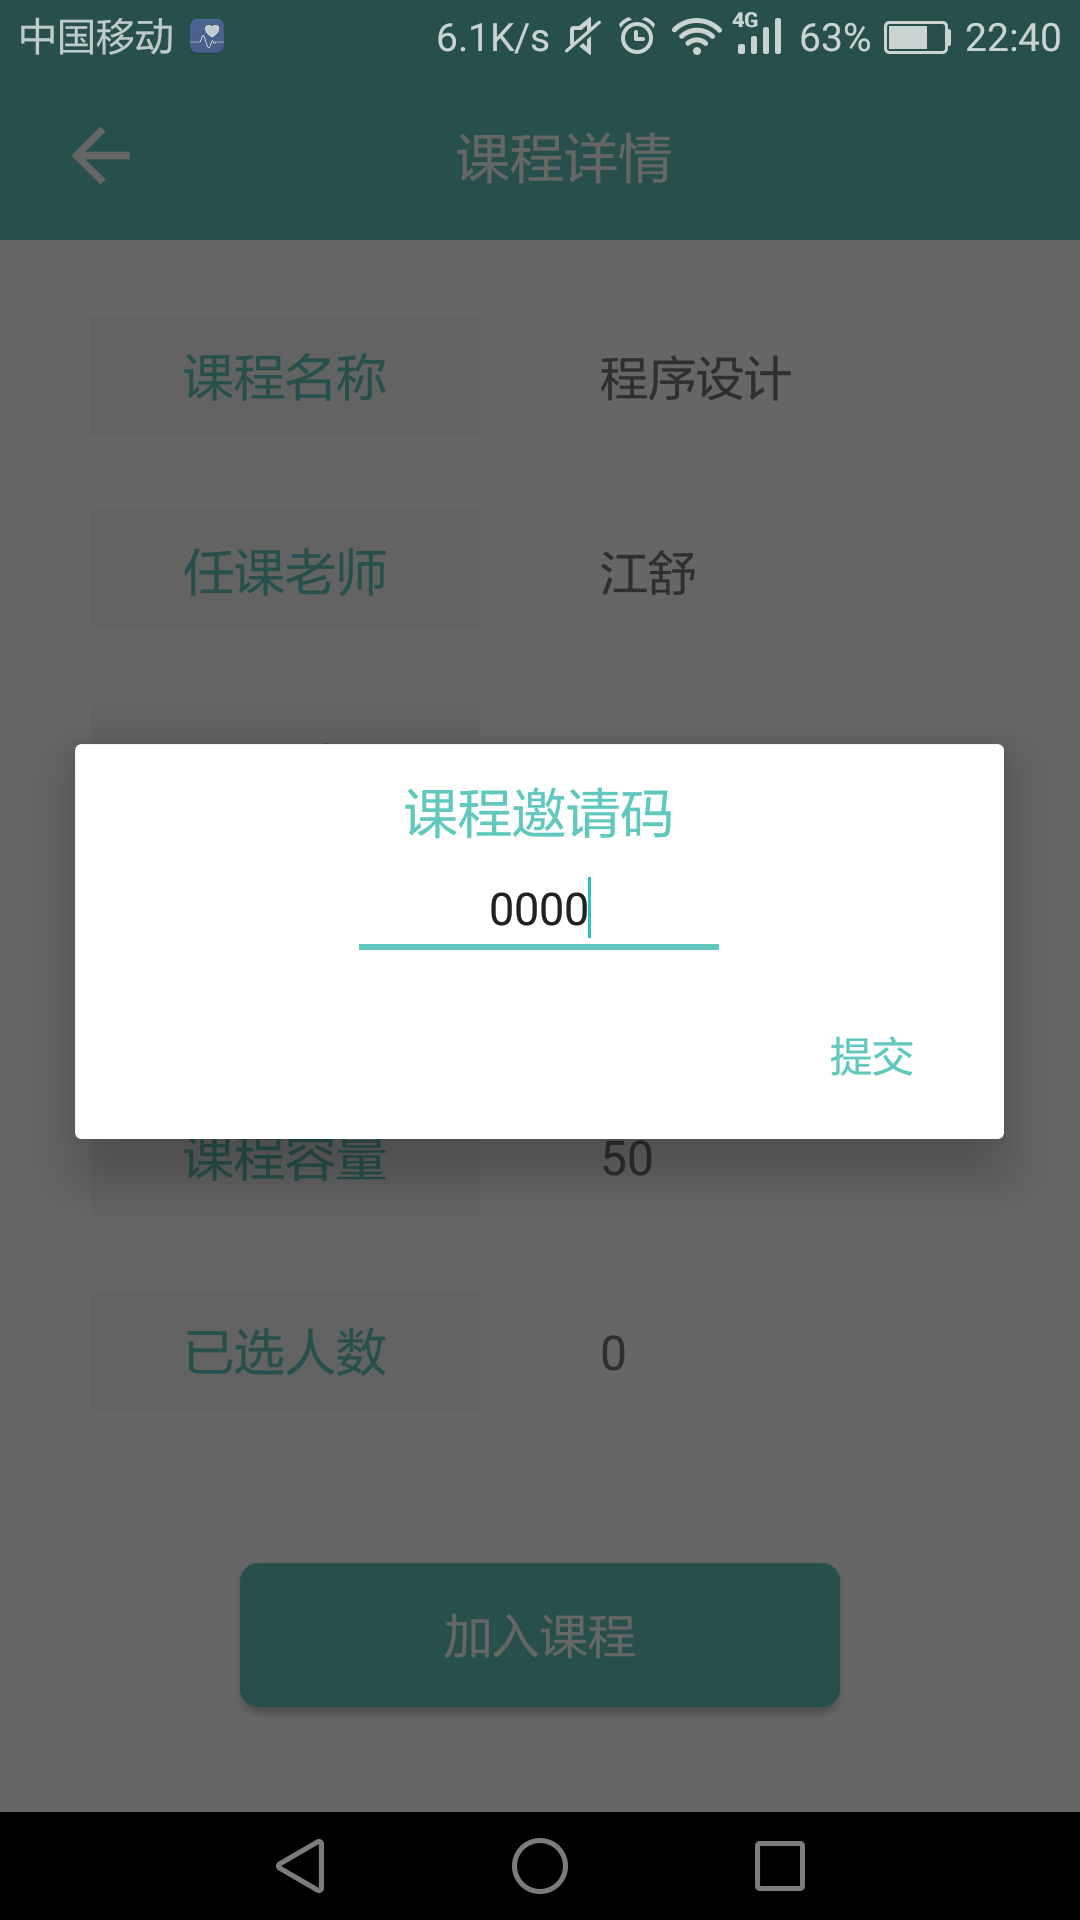 中国移动 6.1K/s 4G 63% 22:40
课程详情
课程名称 程序设计
任课老师 江舒
课程邀请码
0000
提交
课程容量 50
已选人数 0
加入课程